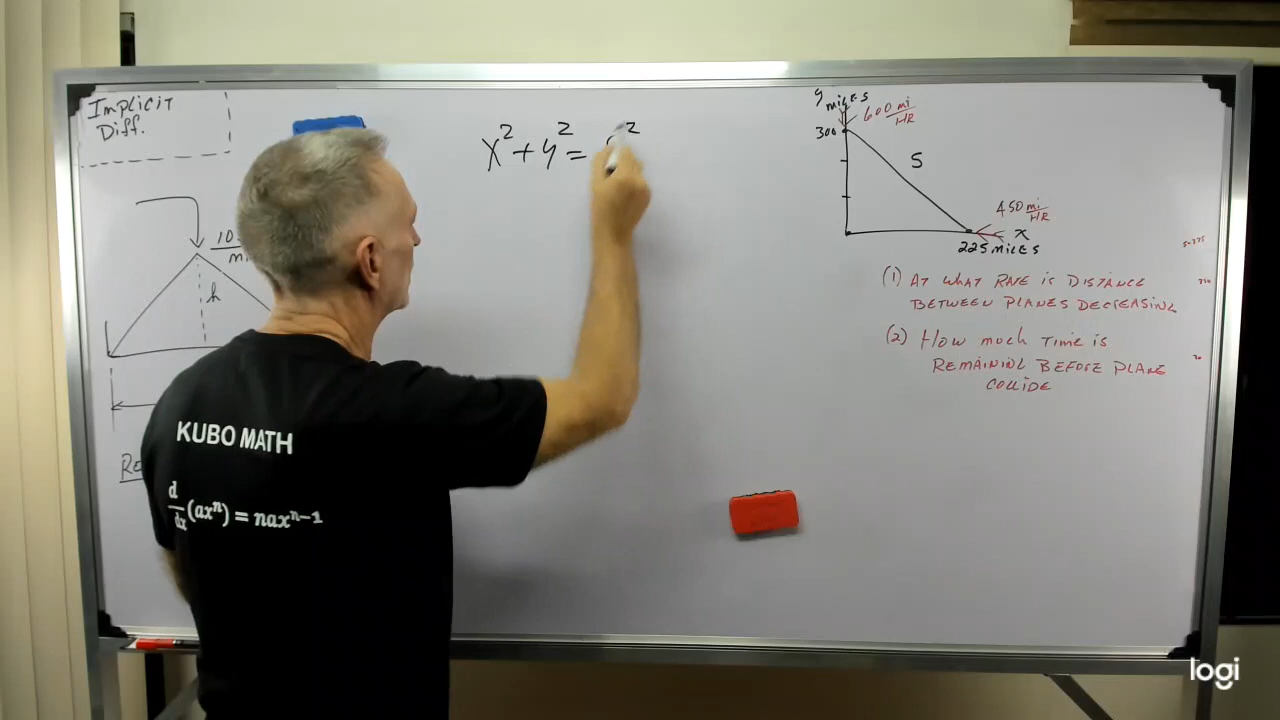 Implicit
Diff.
10
h
x² + y² = ²
KUBO MATH
d/dx (axⁿ) = naxⁿ⁻¹
y
miles
600 mi/HR
300
S
450 mi/HR
x
225 MILES
(1) AT WHAT RATE IS DISTANCE
BETWEEN PLANES DECREASING
(2) HOW MUCH TIME IS
REMAINING BEFORE PLANE
COLLIDE
logi